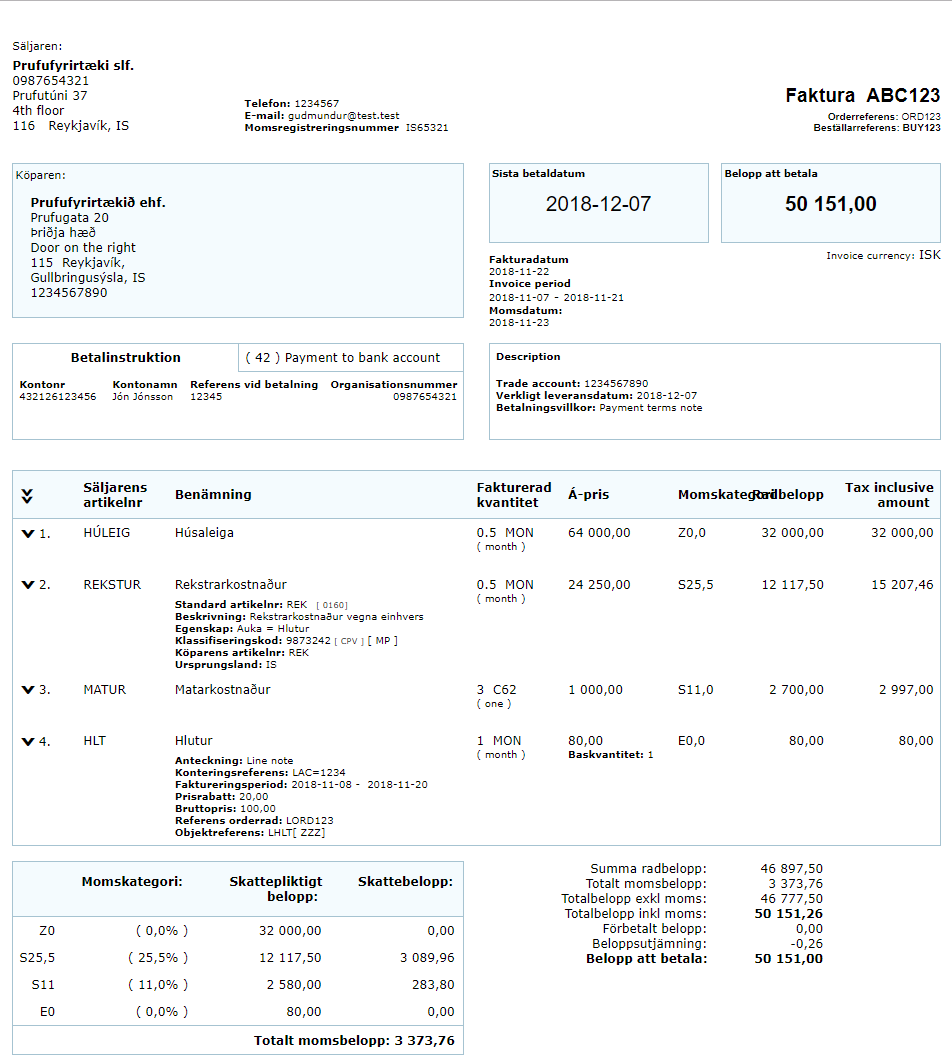 Säljaren:
Prufufyrirtæki slf.
0987654321
Prufutúni 37
4th floor
116 Reykjavík, IS
Telefon: 1234567
E-mail: gudmundur@test.test
Momsregistreringsnummer IS65321
Faktura ABC123
Orderreferens: ORD123
Beställarreferens: BUY123
Köparen:
Prufufyrirtækið ehf.
Prufugata 20
Þriðja hæð
Door on the right
115 Reykjavík,
Gullbringusýsla, IS
1234567890
Sista betaldatum
2018-12-07
Belopp att betala
50 151,00
Invoice currency: ISK
Fakturadatum
2018-11-22
Invoice period
2018-11-07 - 2018-11-21
Momsdatum:
2018-11-23
Betalinstruktion ( 42 ) Payment to bank account
Kontonr Kontonamn Referens vid betalning Organisationsnummer
432126123456 Jón Jónsson 12345 0987654321
Description
Trade account: 1234567890
Verkligt leveransdatum: 2018-12-07
Betalningsvillkor: Payment terms note
Säljarens artikelnr Benämning Fakturerad kvantitet Á-pris Momskategori Radbelopp Tax inclusive amount
1. HÚLEIG Húsaleiga 0.5 MON 64 000,00 Z0,0 32 000,00 32 000,00
( month )
2. REKSTUR Rekstrarkostnaður 0.5 MON 24 250,00 S25,5 12 117,50 15 207,46
( month )
Standard artikelnr: REK [ 0160]
Beskrivning: Rekstrarkostnaður vegna einhvers
Egenskap: Auka = Hlutur
Klassifiseringskod: 9873242 [ CPV ] [ MP ]
Köparens artikelnr: REK
Ursprungsland: IS
3. MATUR Matarkostnaður 3 C62 1 000,00 S11,0 2 700,00 2 997,00
( one )
4. HLT Hlutur 1 MON 80,00 E0,0 80,00 80,00
( month ) Baskvantitet: 1
Anteckning: Line note
Konteringsreferens: LAC=1234
Faktureringsperiod: 2018-11-08 - 2018-11-20
Prisrabatt: 20,00
Bruttopris: 100,00
Referens orderrad: LORD123
Objektreferens: LHLT[ ZZZ]
Momskategori: Skattepliktigt belopp: Skattebelopp:
Z0 ( 0,0% ) 32 000,00 0,00
S25,5 ( 25,5% ) 12 117,50 3 089,96
S11 ( 11,0% ) 2 580,00 283,80
E0 ( 0,0% ) 80,00 0,00
Totalt momsbelopp: 3 373,76
Summa radbelopp: 46 897,50
Totalt momsbelopp: 3 373,76
Totalbelopp exkl moms: 46 777,50
Totalbelopp inkl moms: 50 151,26
Förbetalt belopp: 0,00
Beloppsutjämning: -0,26
Belopp att betala: 50 151,00